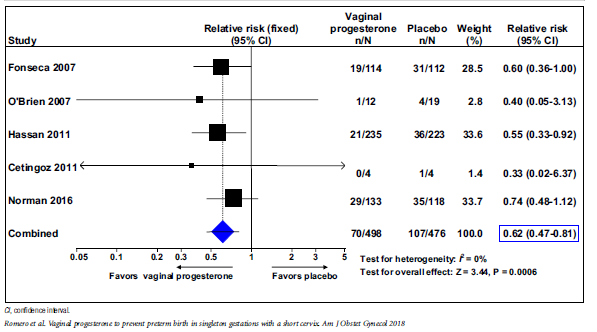 Relative risk (fixed) Vaginal progesterone Placebo Weight Relative risk
Study (95% CI) n/N n/N (%) (95% CI)
Fonseca 2007 19/114 31/112 28.5 0.60 (0.36-1.00)
O'Brien 2007 1/12 4/19 2.8 0.40 (0.05-3.13)
Hassan 2011 21/235 36/223 33.6 0.55 (0.33-0.92)
Cetingoz 2011 0/4 1/4 1.4 0.33 (0.02-6.37)
Norman 2016 29/133 35/118 33.7 0.74 (0.48-1.12)
Combined 70/498 107/476 100.0 0.62 (0.47-0.81)
0.05 0.1 0.2 0.5 1 2 3 4 5
Favors vaginal progesterone Favors placebo
Test for heterogeneity: I² = 0%
Test for overall effect: Z = 3.44, P = 0.0006
CI, confidence interval.
Romero et al. Vaginal progesterone to prevent preterm birth in singleton gestations with a short cervix. Am J Obstet Gynecol 2018